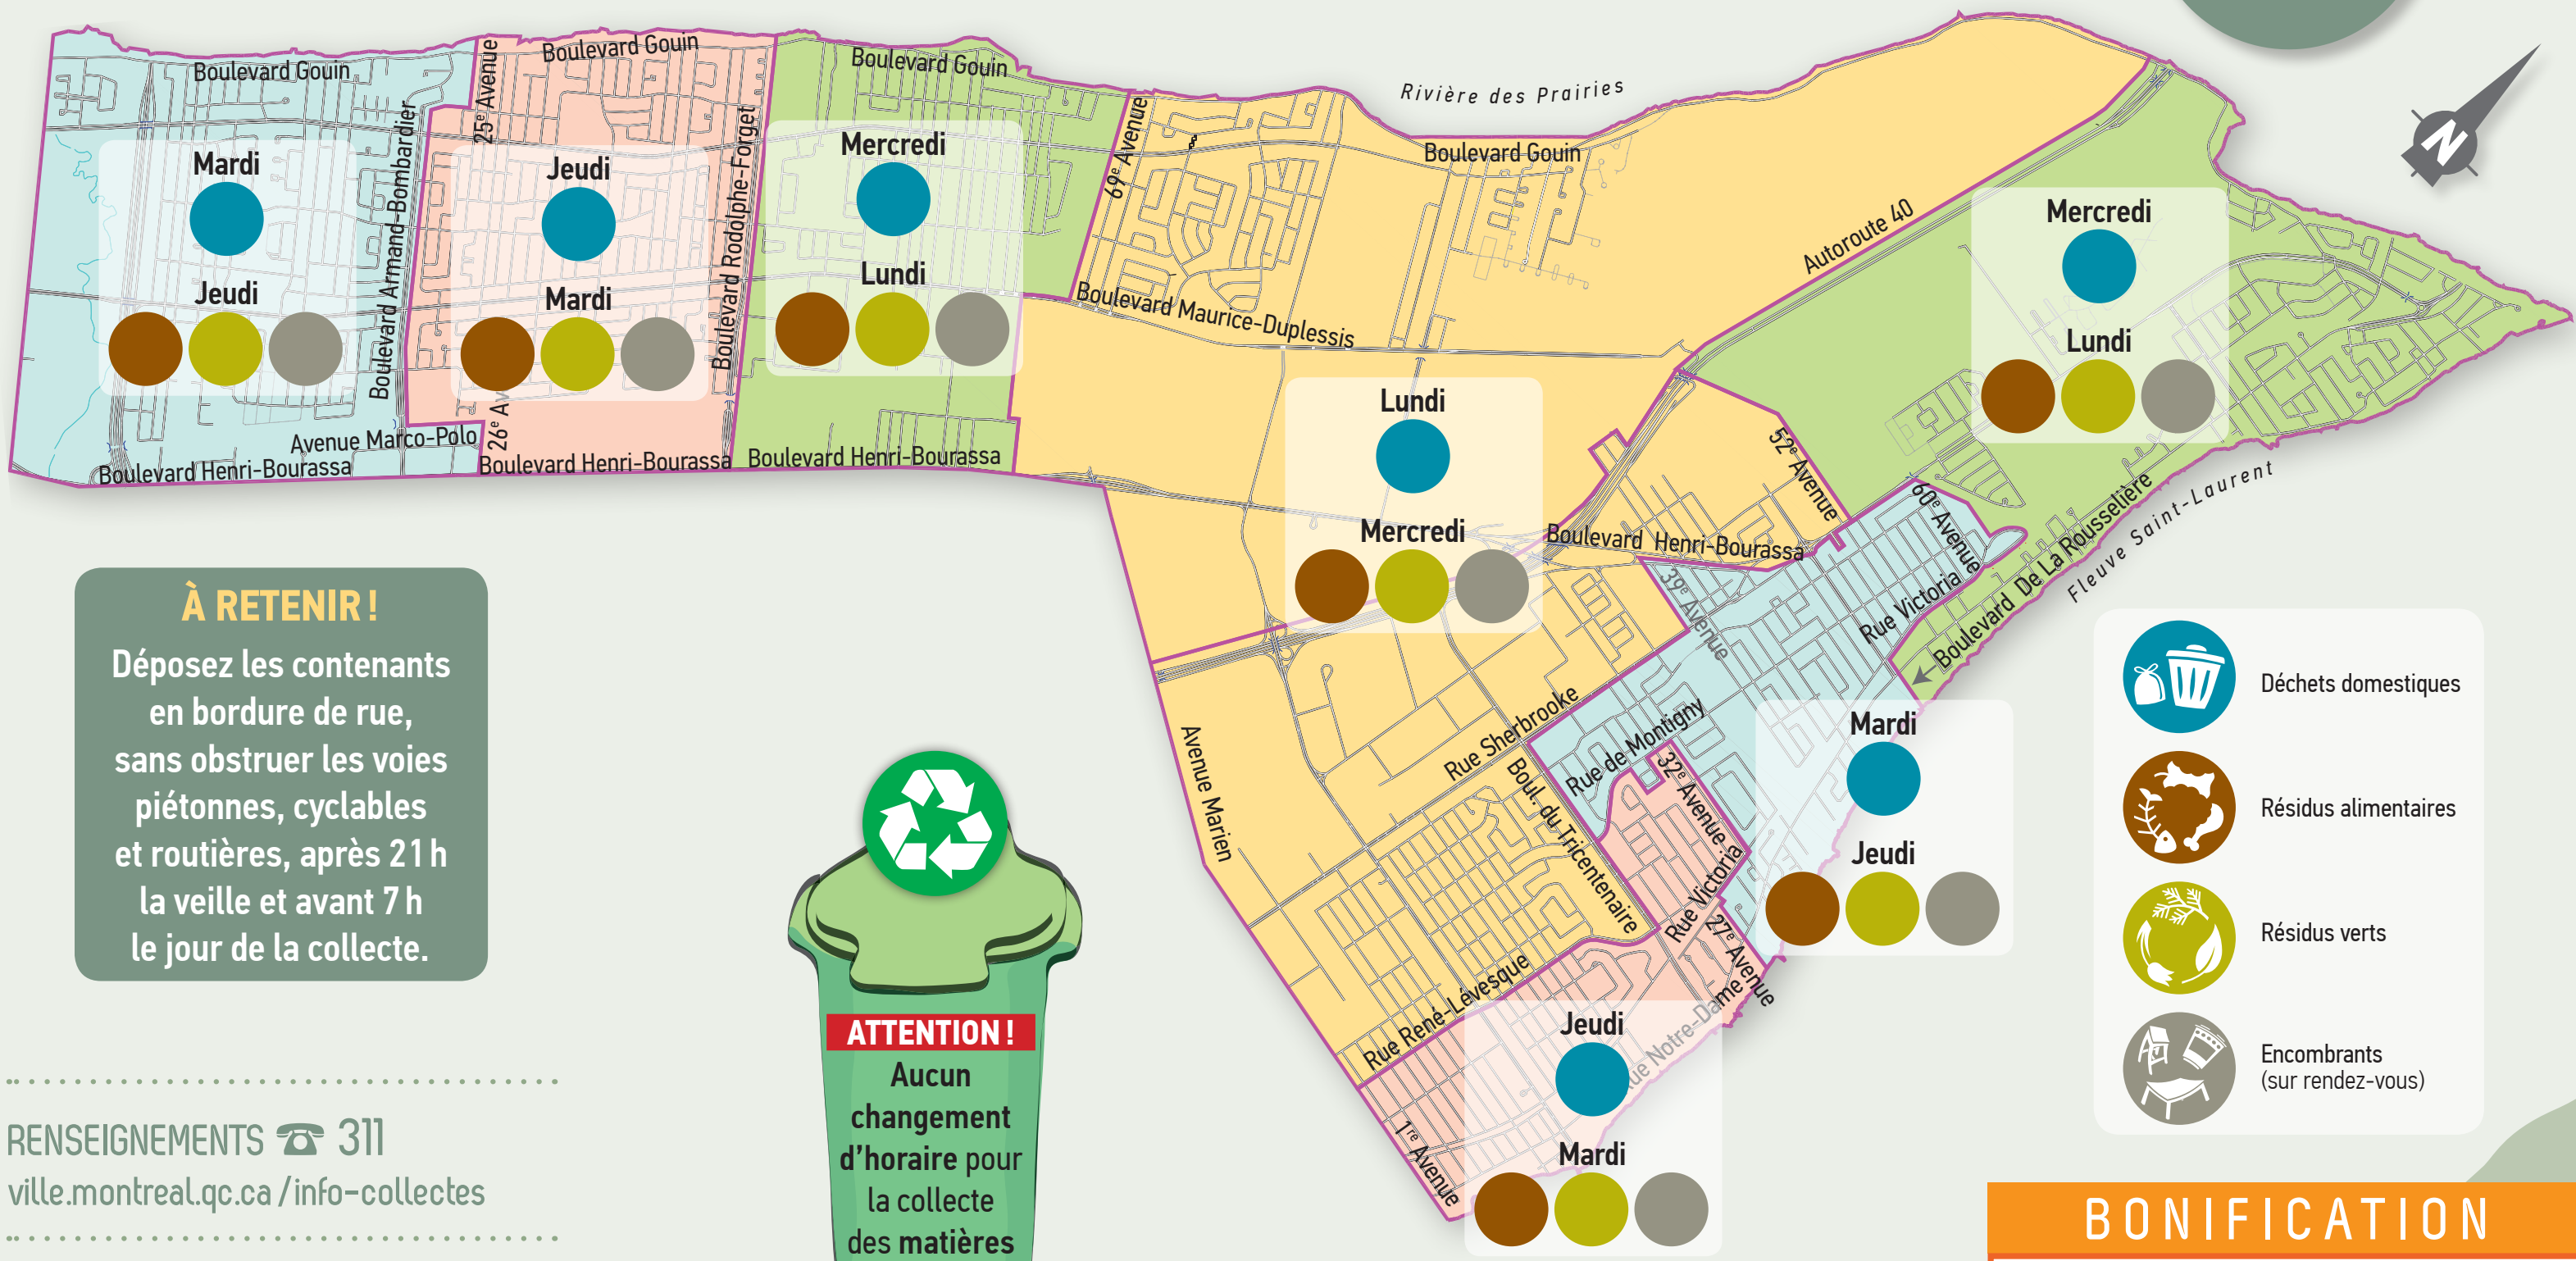 Boulevard Gouin
25e Avenue
Boulevard Gouin
Boulevard Gouin
Rivière des Prairies
Boulevard Gouin
69e Avenue
Boulevard Armand-Bombardier
Boulevard Rodolphe-Forget
Autoroute 40
N
Mardi
Jeudi
Jeudi
Mardi
Mercredi
Lundi
Mercredi
Lundi
Boulevard Maurice-Duplessis
26e Av
Avenue Marco-Polo
Boulevard Henri-Bourassa
Boulevard Henri-Bourassa
Boulevard Henri-Bourassa
Lundi
Mercredi
52e Avenue
60e Avenue
Boulevard Henri-Bourassa
39e Avenue
Rue Victoria
Boulevard De La Rousselière
Fleuve Saint-Laurent
Avenue Marien
Rue Sherbrooke
Rue de Montigny
Boul. du Tricentenaire
32e Avenue
Rue Victoria
27e Avenue
Mardi
Jeudi
Rue René-Lévesque
Rue Notre-Dame
1re Avenue
Jeudi
Mardi
À RETENIR !
Déposez les contenants
en bordure de rue,
sans obstruer les voies
piétonnes, cyclables
et routières, après 21 h
la veille et avant 7 h
le jour de la collecte.
RENSEIGNEMENTS ☎ 311
ville.montreal.qc.ca /info-collectes
ATTENTION !
Aucun
changement
d’horaire pour
la collecte
des matières
Déchets domestiques
Résidus alimentaires
Résidus verts
Encombrants
(sur rendez-vous)
BONIFICATION